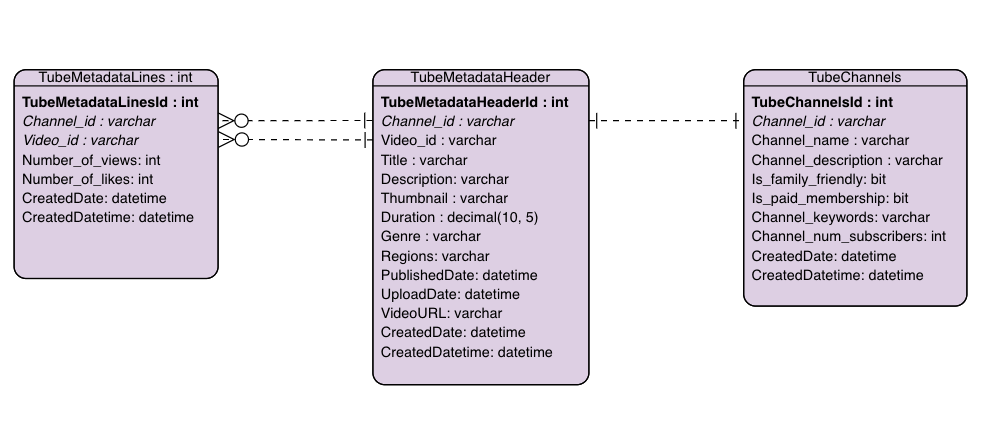 TubeMetadataLines : int
TubeMetadataLinesId : int
Channel_id : varchar
Video_id : varchar
Number_of_views: int
Number_of_likes: int
CreatedDate: datetime
CreatedDatetime: datetime
TubeMetadataHeader
TubeMetadataHeaderId : int
Channel_id : varchar
Video_id : varchar
Title : varchar
Description: varchar
Thumbnail : varchar
Duration : decimal(10, 5)
Genre : varchar
Regions: varchar
PublishedDate: datetime
UploadDate: datetime
VideoURL: varchar
CreatedDate: datetime
CreatedDatetime: datetime
TubeChannels
TubeChannelsId : int
Channel_id : varchar
Channel_name : varchar
Channel_description : varchar
Is_family_friendly: bit
Is_paid_membership: bit
Channel_keywords: varchar
Channel_num_subscribers: int
CreatedDate: datetime
CreatedDatetime: datetime